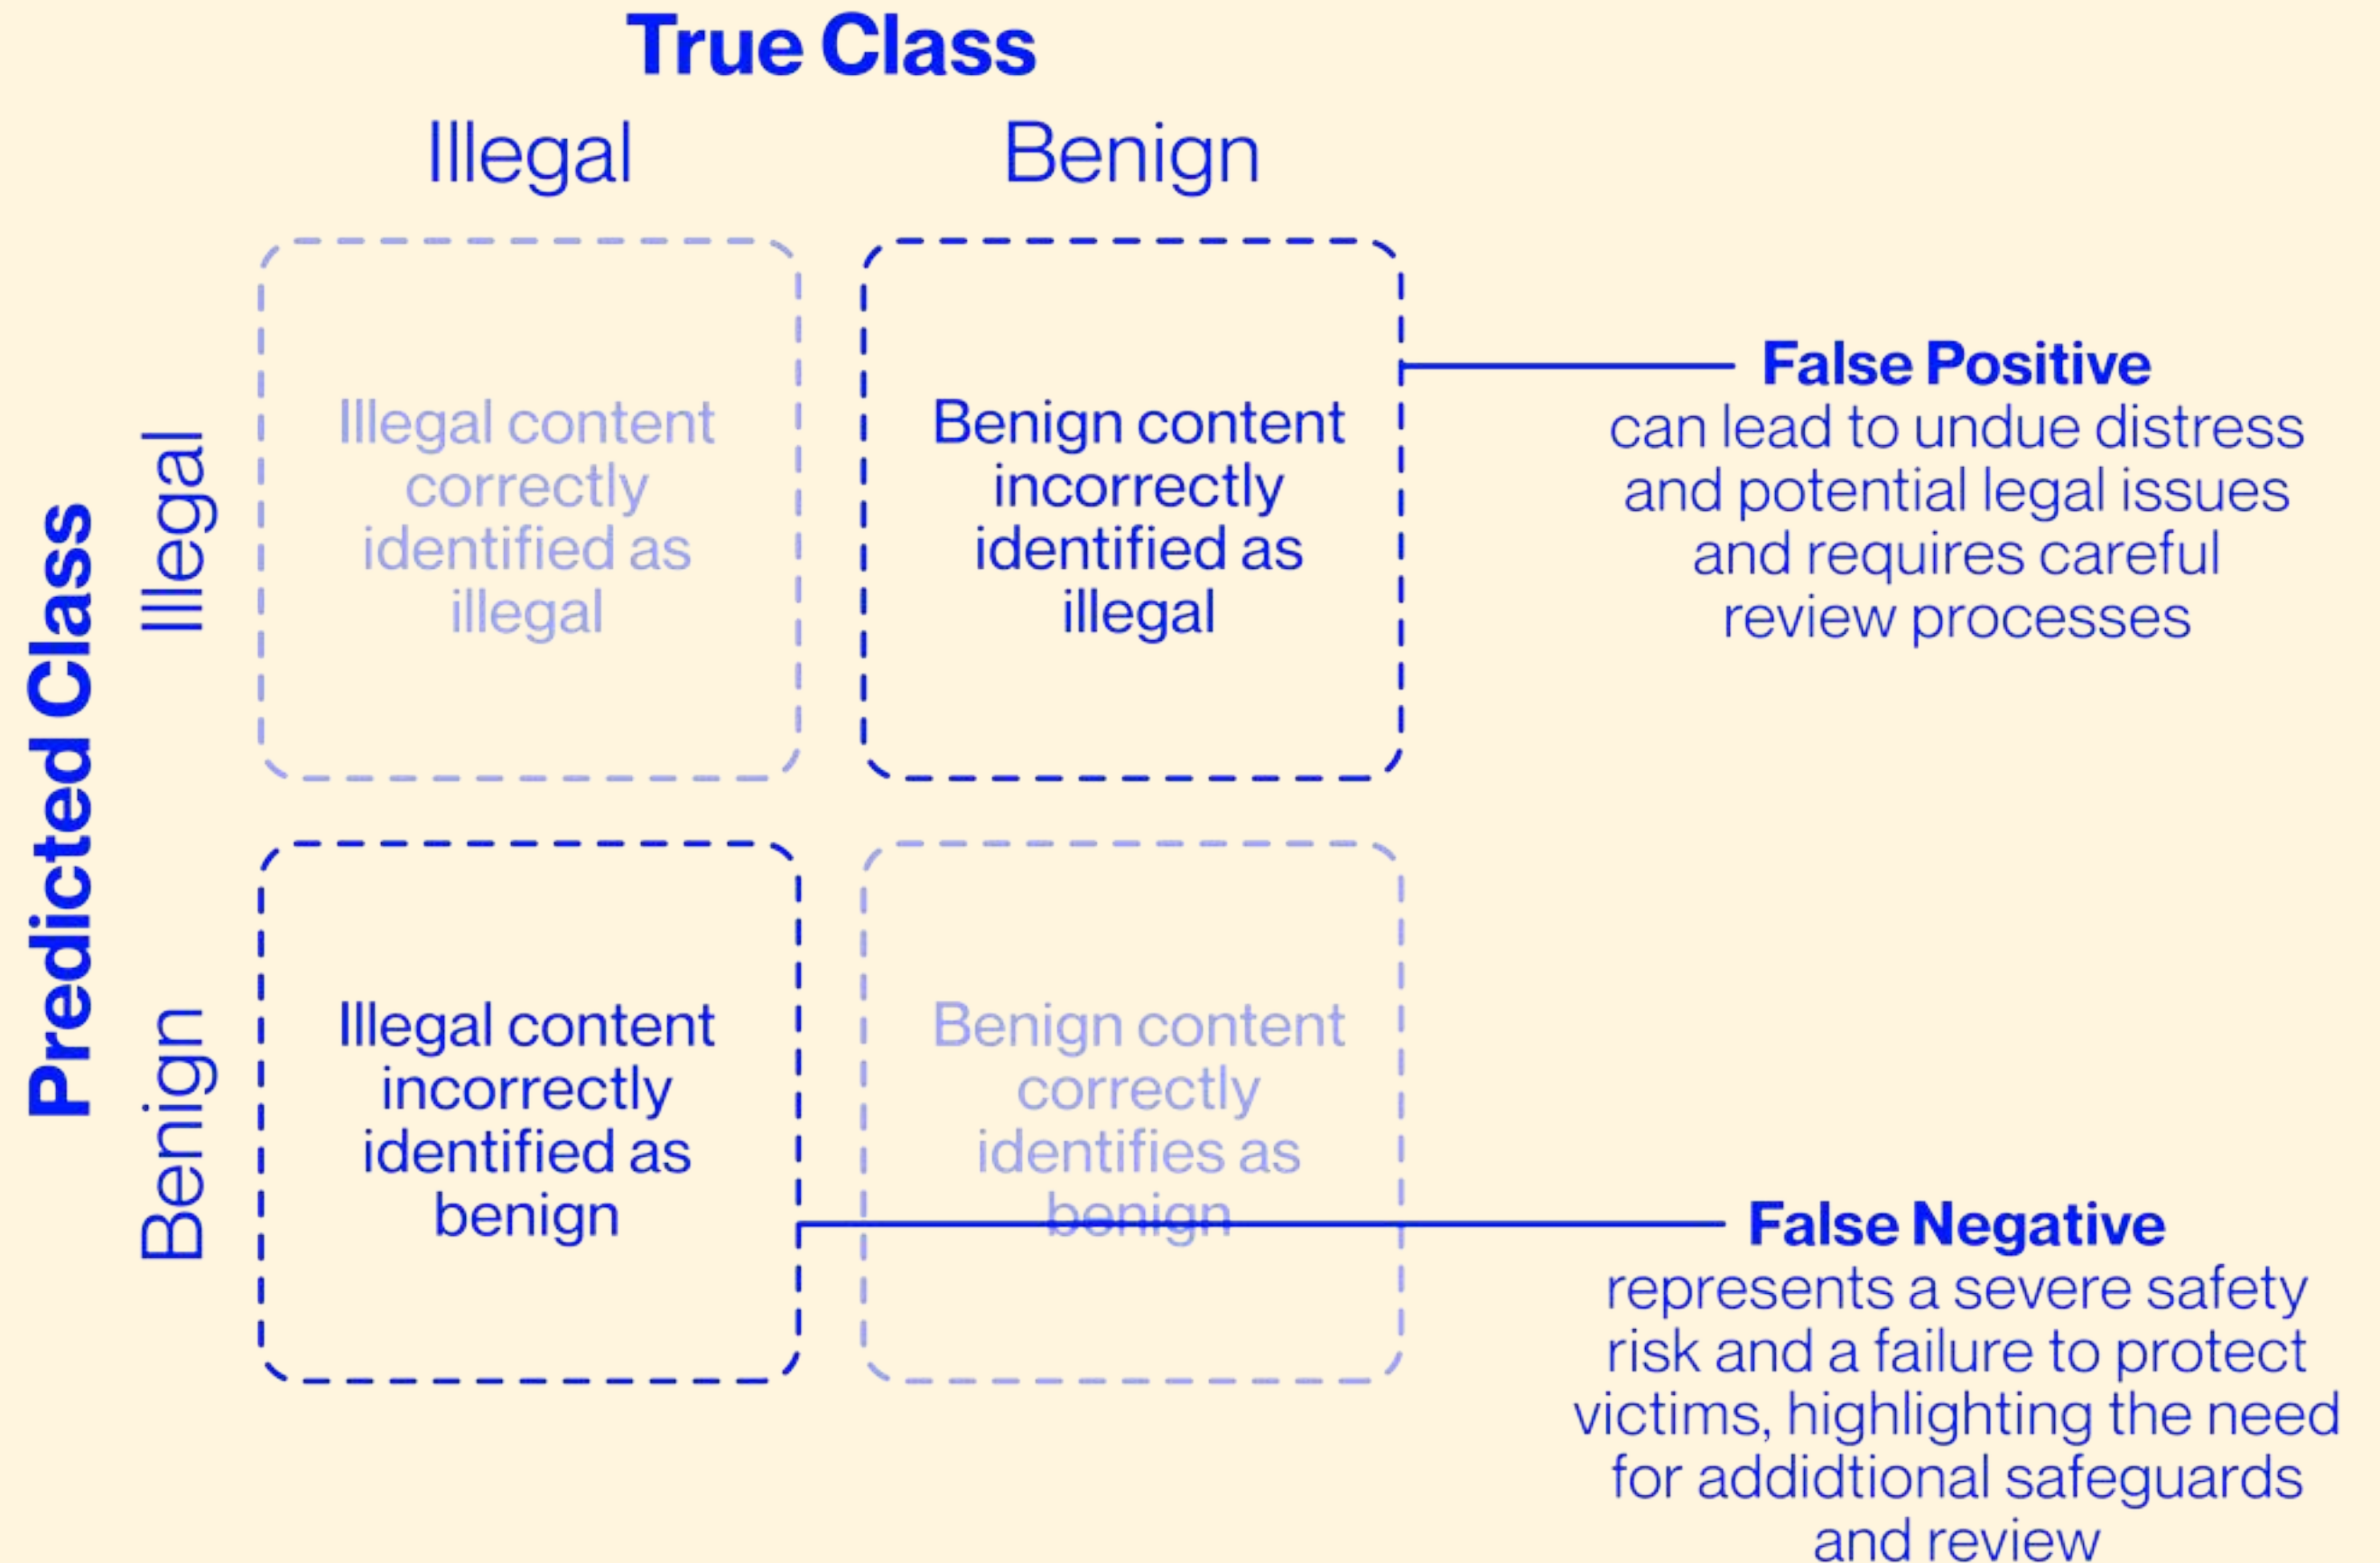 True Class
Illegal
Benign
Predicted Class
Illegal
Illegal content
correctly
identified as
illegal
Benign content
incorrectly
identified as
illegal
False Positive
can lead to undue distress
and potential legal issues
and requires careful
review processes
Benign
Illegal content
incorrectly
identified as
benign
Benign content
correctly
identifies as
benign
False Negative
represents a severe safety
risk and a failure to protect
victims, highlighting the need
for addidtional safeguards
and review